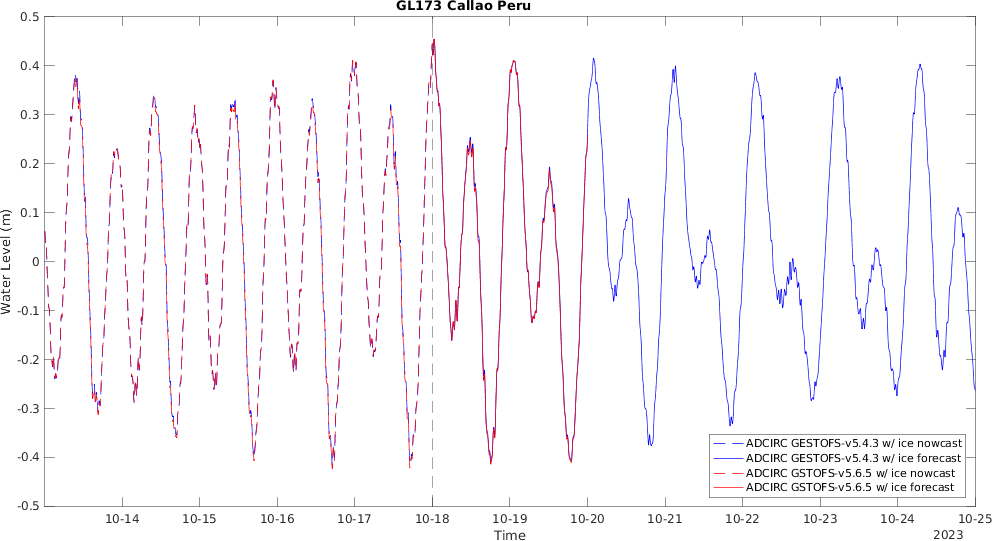 GL173 Callao Peru
0.5
0.4
0.3
0.2
0.1
0
-0.1
-0.2
-0.3
-0.4
-0.5
Water Level (m)
ADCIRC GESTOFS-v5.4.3 w/ ice nowcast
ADCIRC GESTOFS-v5.4.3 w/ ice forecast
ADCIRC GSTOFS-v5.6.5 w/ ice nowcast
ADCIRC GSTOFS-v5.6.5 w/ ice forecast
10-14 10-15 10-16 10-17 10-18 10-19 10-20 10-21 10-22 10-23 10-24 10-25
Time
2023